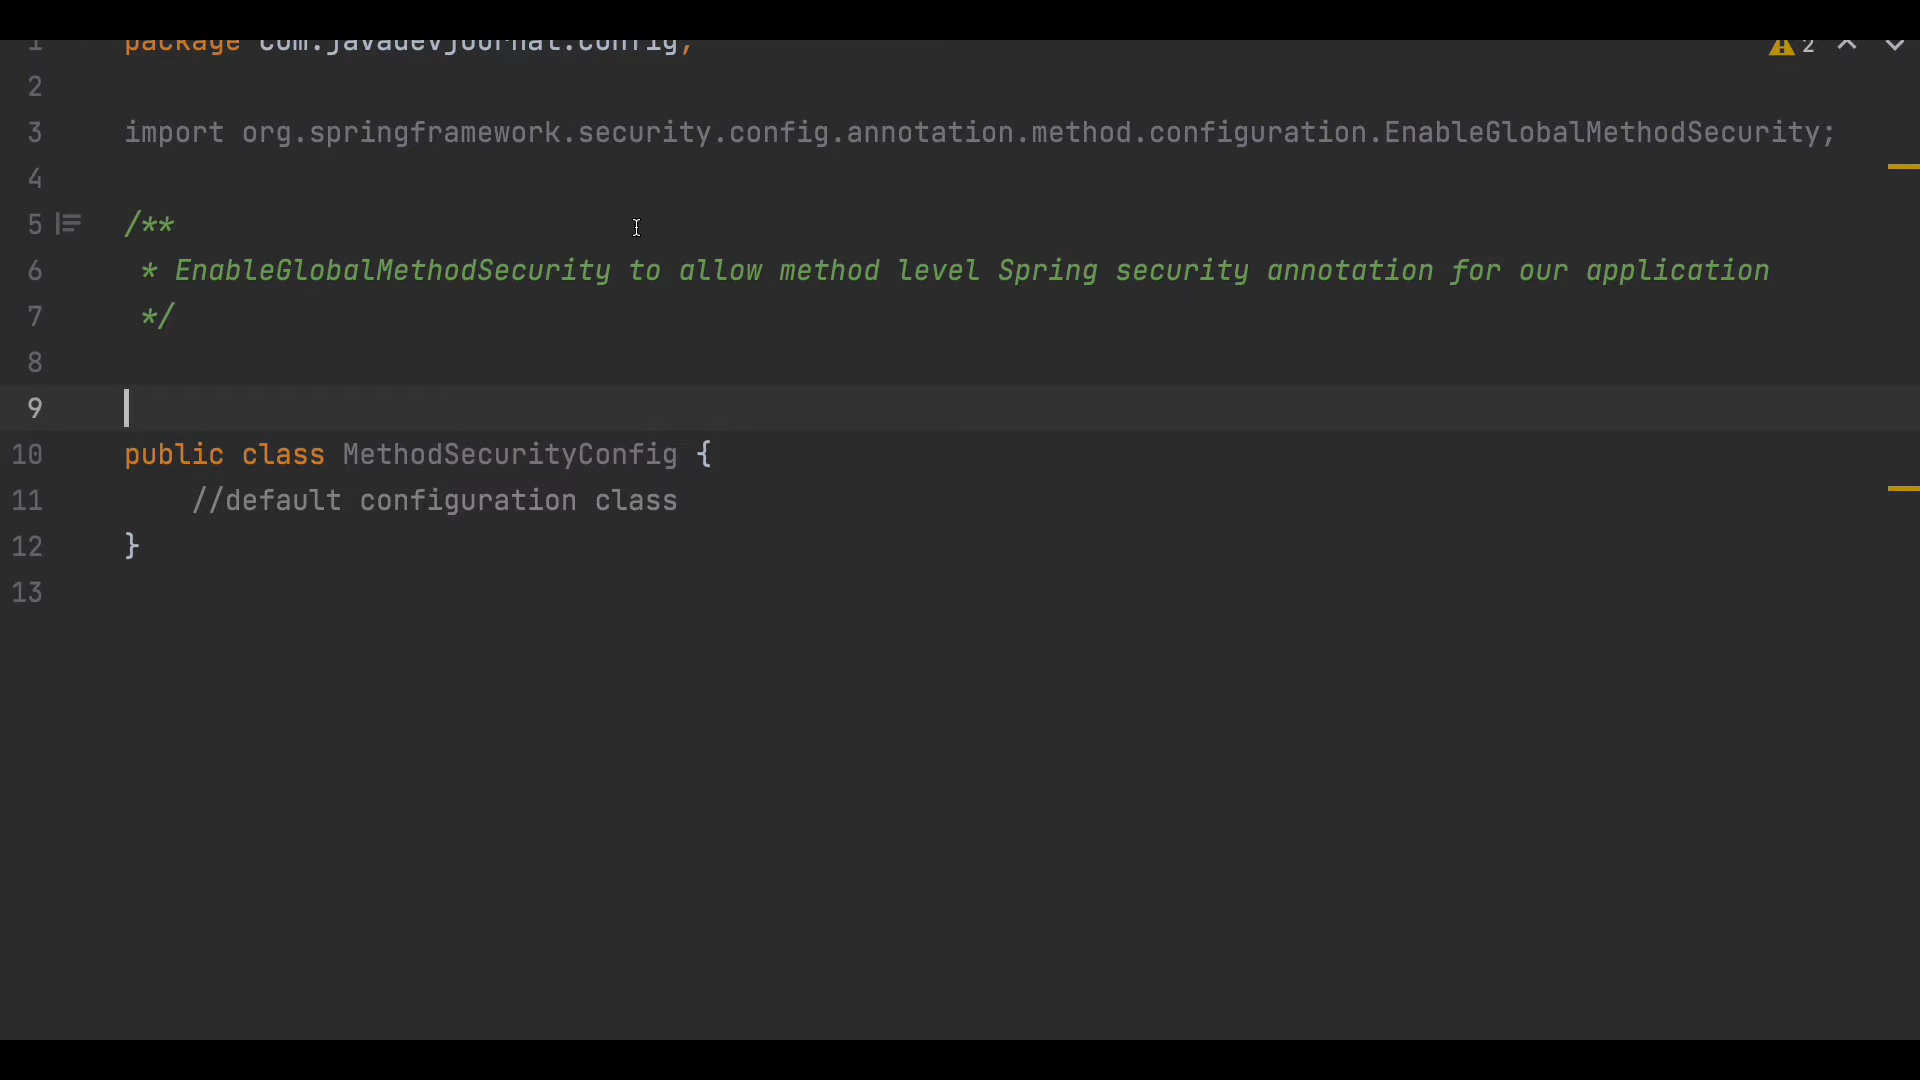 1 package com.javadevjournal.config;
2
2
3 import org.springframework.security.config.annotation.method.configuration.EnableGlobalMethodSecurity;
4
5 /**
6 * EnableGlobalMethodSecurity to allow method level Spring security annotation for our application
7 */
8
9
10 public class MethodSecurityConfig {
11 //default configuration class
12 }
13